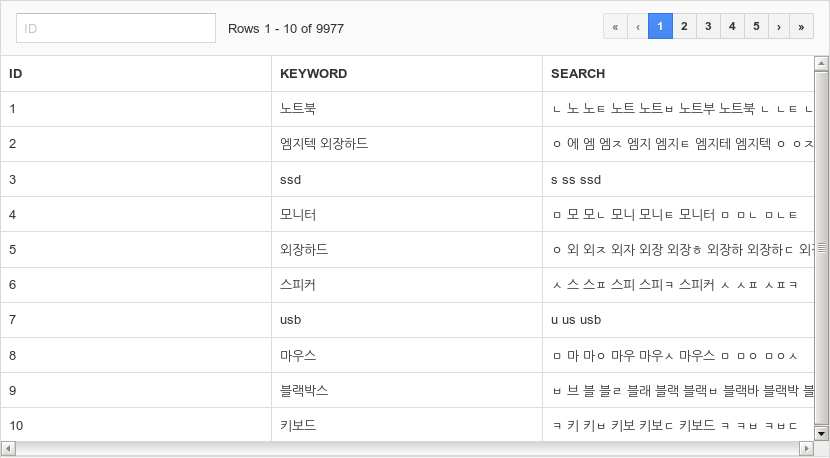 ID Rows 1 - 10 of 9977 « ‹ 1 2 3 4 5 › »
ID KEYWORD SEARCH
1 노트북 ㄴ 노 노ㅌ 노트 노트ㅂ 노트부 노트북 ㄴ ㄴㅌ ㄴ
2 엠지텍 외장하드 ㅇ 에 엠 엠ㅈ 엠지 엠지ㅌ 엠지테 엠지텍 ㅇ ㅇㅈ
3 ssd s ss ssd
4 모니터 ㅁ 모 모ㄴ 모니 모니ㅌ 모니터 ㅁ ㅁㄴ ㅁㄴㅌ
5 외장하드 ㅇ 외 외ㅈ 외자 외장 외장ㅎ 외장하 외장하ㄷ 외장
6 스피커 ㅅ 스 스ㅍ 스피 스피ㅋ 스피커 ㅅ ㅅㅍ ㅅㅍㅋ
7 usb u us usb
8 마우스 ㅁ 마 마ㅇ 마우 마우ㅅ 마우스 ㅁ ㅁㅇ ㅁㅇㅅ
9 블랙박스 ㅂ 브 블 블ㄹ 블래 블랙 블랙ㅂ 블랙바 블랙박 블
10 키보드 ㅋ 키 키ㅂ 키보 키보ㄷ 키보드 ㅋ ㅋㅂ ㅋㅂㄷ